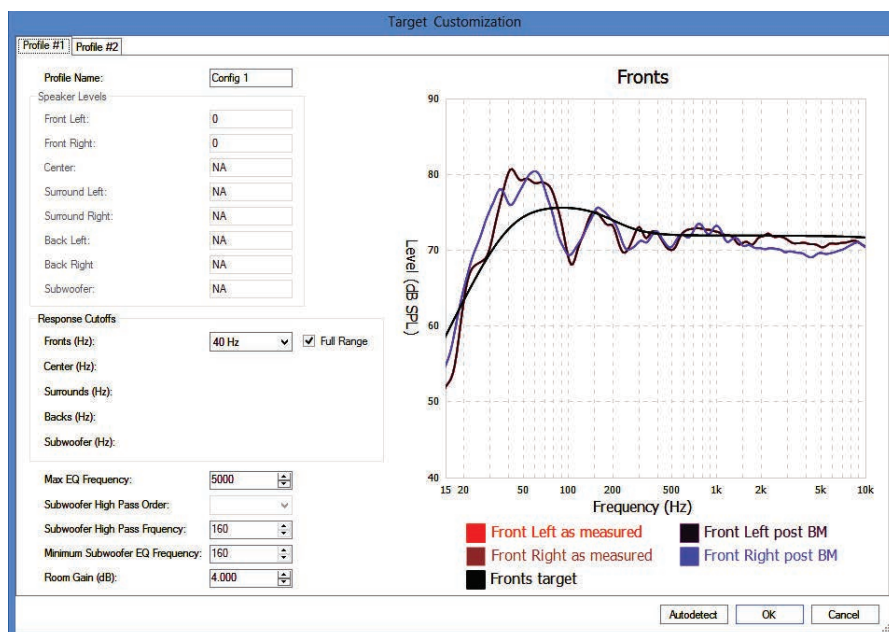 Target Customization
Profile #1 Profile #2
Profile Name: Config 1
Speaker Levels
Front Left: 0
Front Right: 0
Center: NA
Surround Left: NA
Surround Right: NA
Back Left: NA
Back Right NA
Subwoofer: NA
Response Cutoffs
Fronts (Hz): 40 Hz Full Range
Center (Hz):
Surrounds (Hz):
Backs (Hz):
Subwoofer (Hz):
Max EQ Frequency: 5000
Subwoofer High Pass Order:
Subwoofer High Pass Frquency: 160
Minimum Subwoofer EQ Frequency: 160
Room Gain (dB): 4.000
Fronts
90
80
70
60
50
40
Level (dB SPL)
15 20 50 100 200 500 1k 2k 5k 10k
Frequency (Hz)
Front Left as measured Front Left post BM
Front Right as measured Front Right post BM
Fronts target
Autodetect OK Cancel